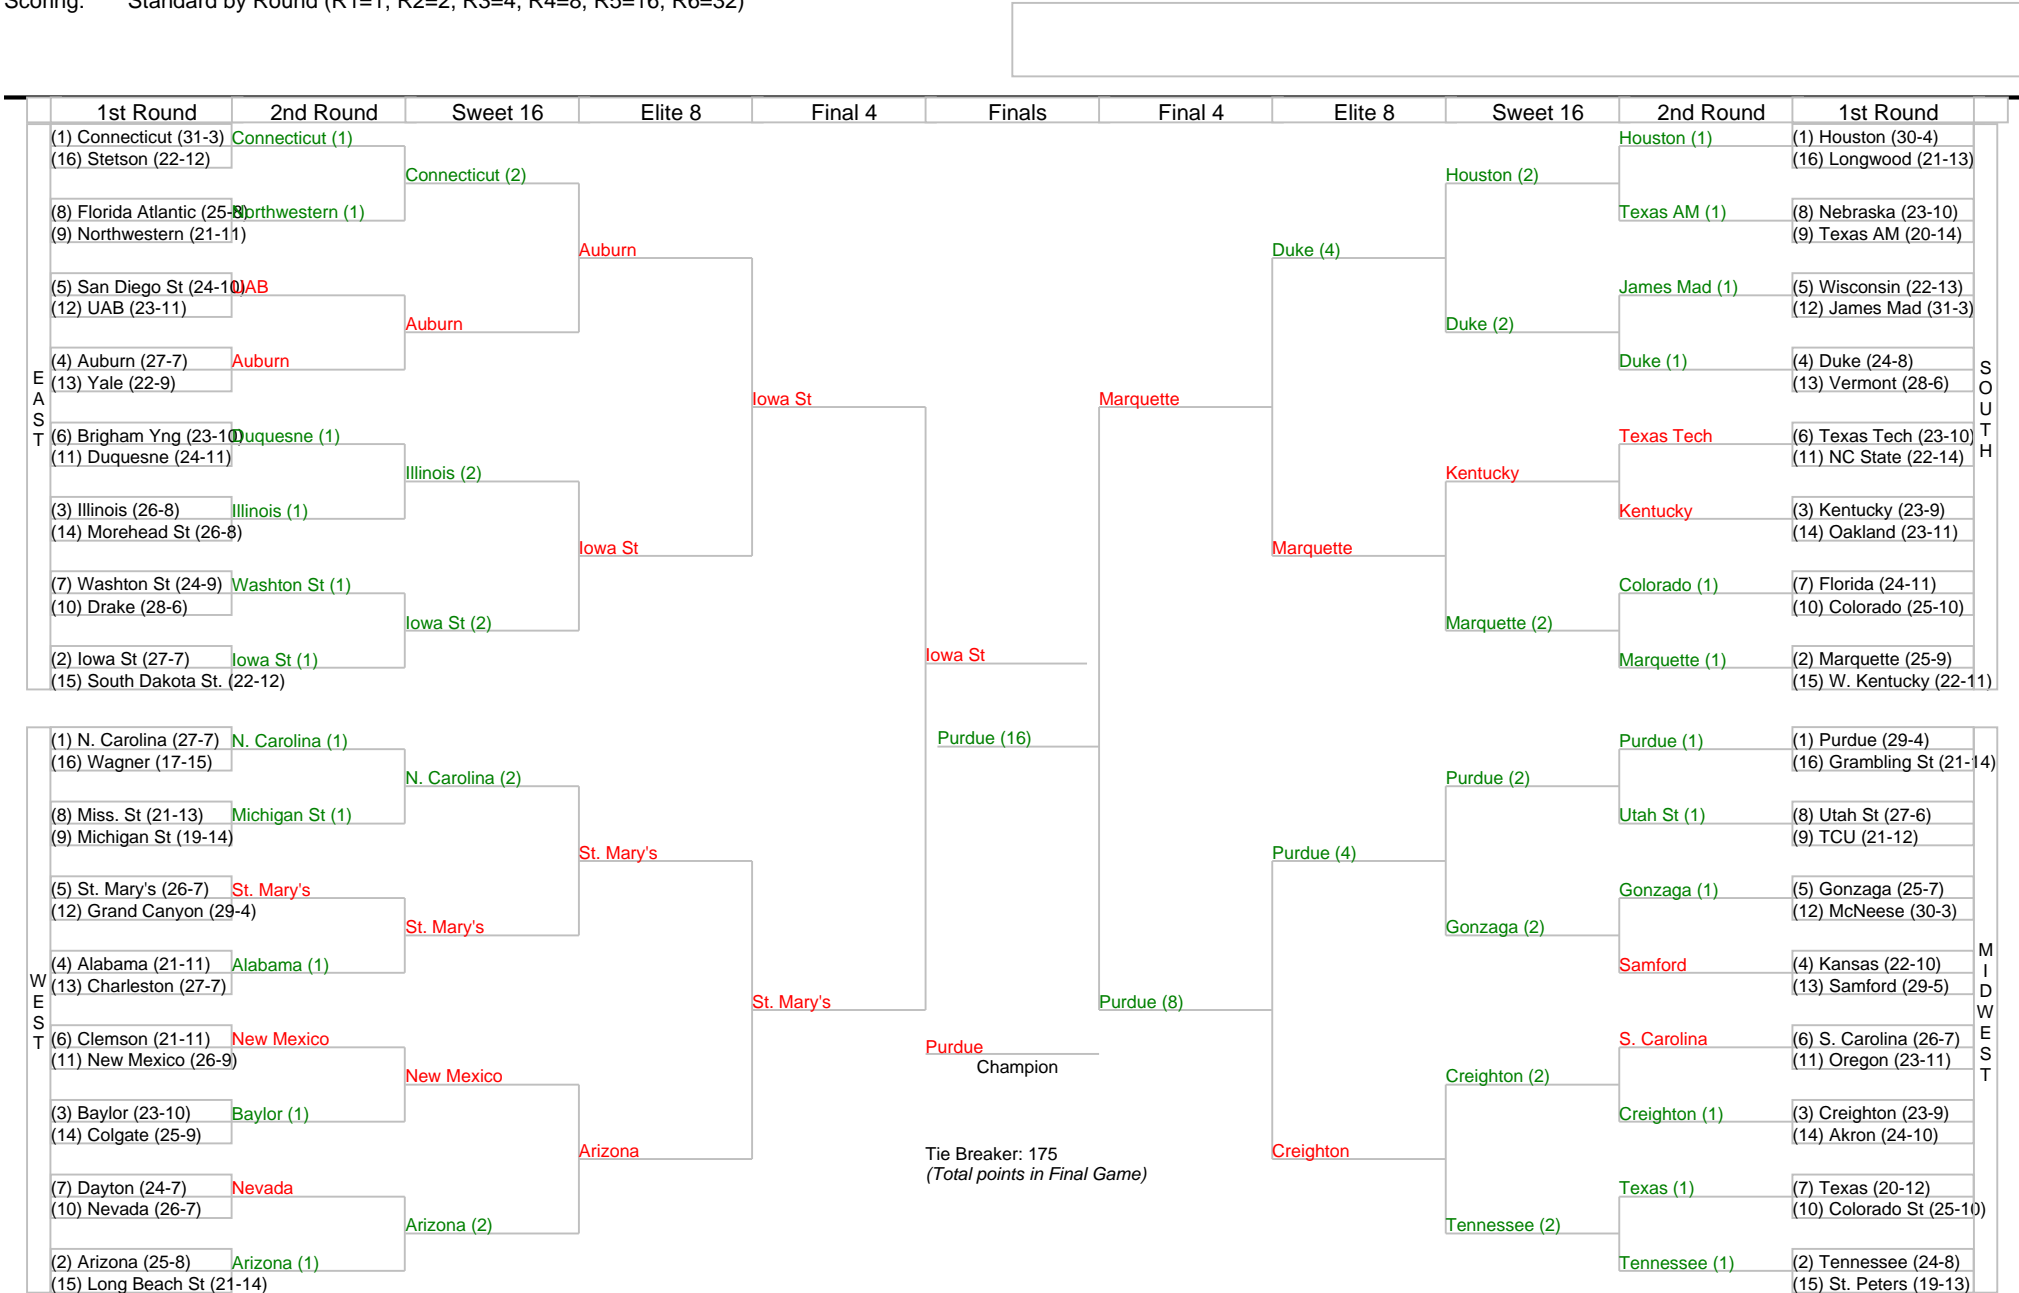 Scoring: Standard by Round (R1=1, R2=2, R3=4, R4=8, R5=16, R6=32)
1st Round 2nd Round Sweet 16 Elite 8 Final 4 Finals Final 4 Elite 8 Sweet 16 2nd Round 1st Round
EAST
(1) Connecticut (31-3)
(16) Stetson (22-12)
(8) Florida Atlantic (25-8)
(9) Northwestern (21-11)
(5) San Diego St (24-10)
(12) UAB (23-11)
(4) Auburn (27-7)
(13) Yale (22-9)
(6) Brigham Yng (23-10)
(11) Duquesne (24-11)
(3) Illinois (26-8)
(14) Morehead St (26-8)
(7) Washton St (24-9)
(10) Drake (28-6)
(2) Iowa St (27-7)
(15) South Dakota St. (22-12)
Connecticut (1)
Northwestern (1)
UAB
Auburn
Duquesne (1)
Illinois (1)
Washton St (1)
Iowa St (1)
Connecticut (2)
Auburn
Illinois (2)
Iowa St (2)
Auburn
Iowa St
Iowa St
WEST
(1) N. Carolina (27-7)
(16) Wagner (17-15)
(8) Miss. St (21-13)
(9) Michigan St (19-14)
(5) St. Mary's (26-7)
(12) Grand Canyon (29-4)
(4) Alabama (21-11)
(13) Charleston (27-7)
(6) Clemson (21-11)
(11) New Mexico (26-9)
(3) Baylor (23-10)
(14) Colgate (25-9)
(7) Dayton (24-7)
(10) Nevada (26-7)
(2) Arizona (25-8)
(15) Long Beach St (21-14)
N. Carolina (1)
Michigan St (1)
St. Mary's
Alabama (1)
New Mexico
Baylor (1)
Nevada
Arizona (1)
N. Carolina (2)
St. Mary's
New Mexico
Arizona (2)
St. Mary's
Arizona
St. Mary's
Iowa St
Purdue (16)
Purdue
Champion
Tie Breaker: 175
(Total points in Final Game)
Marquette
Duke (4)
Marquette
Houston (2)
Duke (2)
Kentucky
Marquette (2)
Houston (1)
Texas AM (1)
James Mad (1)
Duke (1)
Texas Tech
Kentucky
Colorado (1)
Marquette (1)
(1) Houston (30-4)
(16) Longwood (21-13)
(8) Nebraska (23-10)
(9) Texas AM (20-14)
(5) Wisconsin (22-13)
(12) James Mad (31-3)
(4) Duke (24-8)
(13) Vermont (28-6)
(6) Texas Tech (23-10)
(11) NC State (22-14)
(3) Kentucky (23-9)
(14) Oakland (23-11)
(7) Florida (24-11)
(10) Colorado (25-10)
(2) Marquette (25-9)
(15) W. Kentucky (22-11)
SOUTH
Purdue (8)
Purdue (4)
Creighton
Purdue (2)
Gonzaga (2)
Creighton (2)
Tennessee (2)
Purdue (1)
Utah St (1)
Gonzaga (1)
Samford
S. Carolina
Creighton (1)
Texas (1)
Tennessee (1)
(1) Purdue (29-4)
(16) Grambling St (21-14)
(8) Utah St (27-6)
(9) TCU (21-12)
(5) Gonzaga (25-7)
(12) McNeese (30-3)
(4) Kansas (22-10)
(13) Samford (29-5)
(6) S. Carolina (26-7)
(11) Oregon (23-11)
(3) Creighton (23-9)
(14) Akron (24-10)
(7) Texas (20-12)
(10) Colorado St (25-10)
(2) Tennessee (24-8)
(15) St. Peters (19-13)
MIDWEST